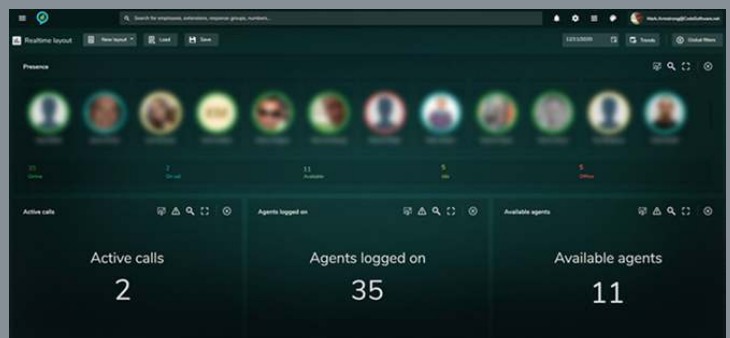 Search for employees, extensions, response groups, numbers...
Realtime layout
New layout
Load
Save
Trends
Global filters
Presence
On call
11
Available
5
Idle
5
Offline
Active calls
Agents logged on
Available agents
Active calls
2
Agents logged on
35
Available agents
11